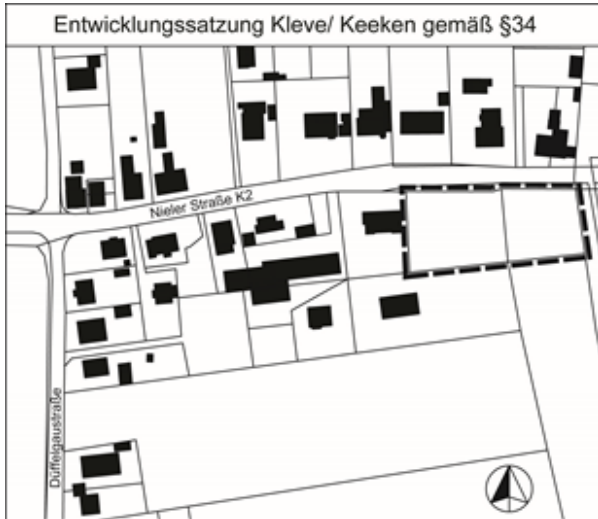 Entwicklungssatzung Kleve/ Keeken gemäß §34
Nieler Straße K2
Düffelgaustraße